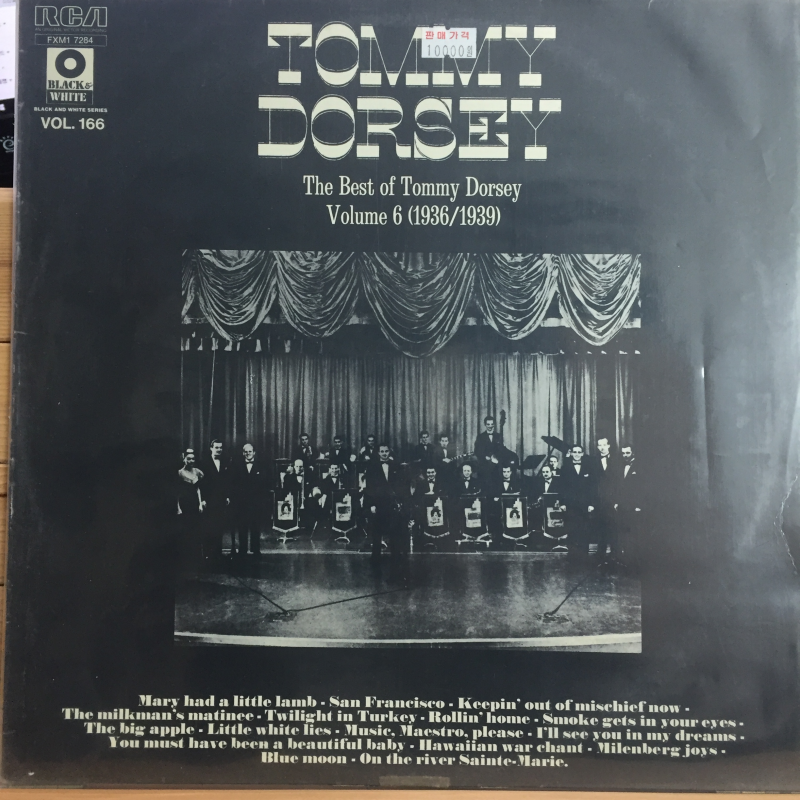 RCA
FXM1 7284
BLACK&
WHITE
BLACK AND WHITE SERIES
VOL. 166
판매가격
TOMMY
DORSEY
The Best of Tommy Dorsey
Volume 6 (1936/1939)
Mary had a little lamb - San Francisco - Keepin' out of mischief now -
The milkman's matinee - Twilight in Turkey - Rollin' home - Smoke gets in your eyes -
The big apple - Little white lies - Music, Maestro, please - I'll see you in my dreams -
You must have been a beautiful baby - Hawaiian war chant - Milenberg joys -
Blue moon - On the river Sainte-Marie.